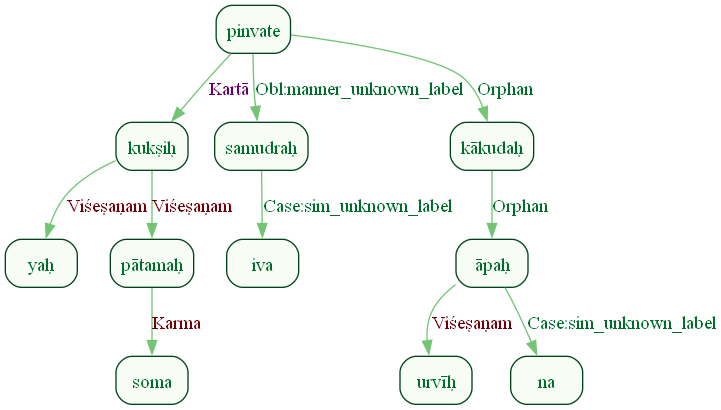 pinvate
Kartā Obl:manner_unknown_label Orphan
kukṣiḥ samudraḥ kākudaḥ
Viśeṣaṇam Viśeṣaṇam Case:sim_unknown_label Orphan
yaḥ pātamaḥ iva āpaḥ
Karma Viśeṣaṇam Case:sim_unknown_label
soma urvīḥ na